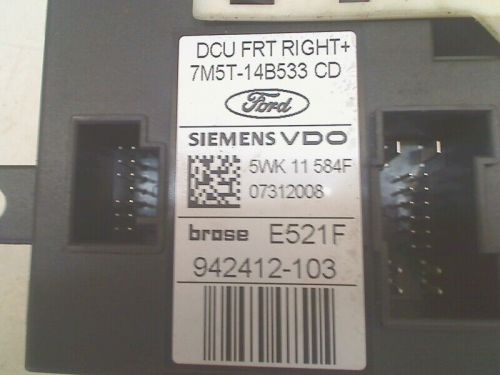 DCU FRT RIGHT+
7M5T-14B533 CD
Ford
SIEMENS VDO
5WK 11 584F
07312008
brose E521F
942412-103